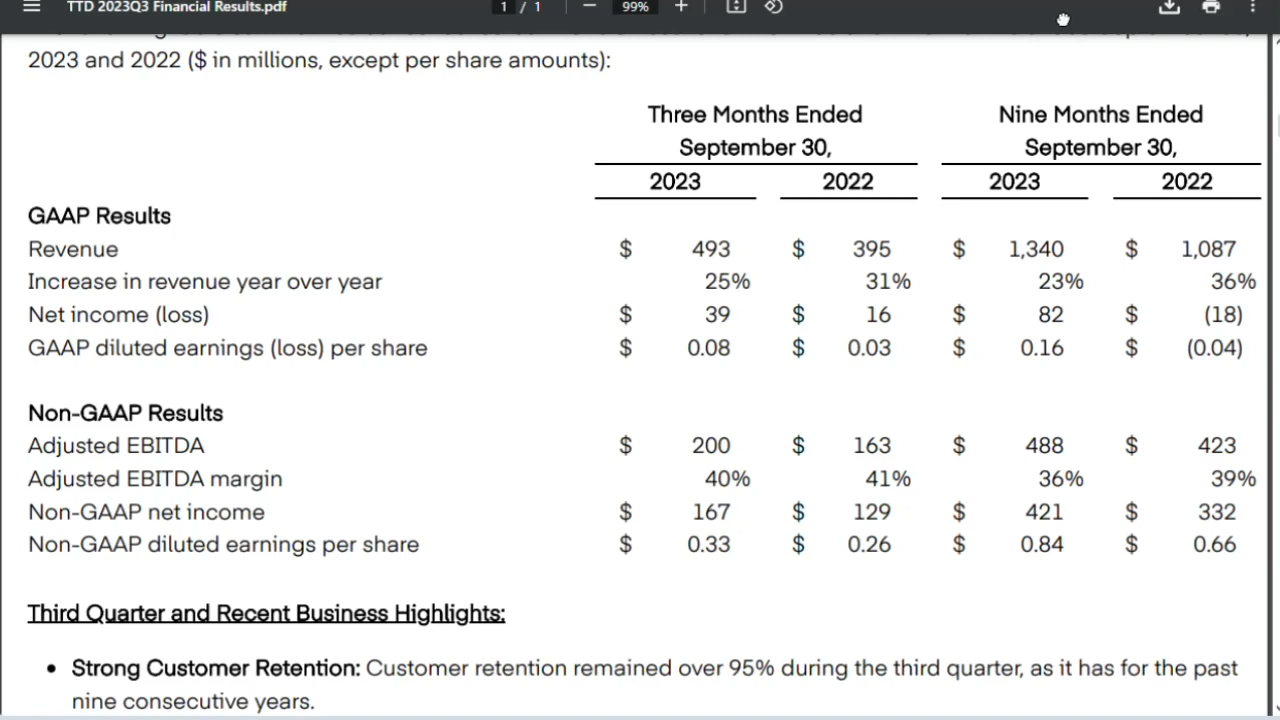 TTD 2023Q3 Financial Results.pdf 1 / 1 — 99% +
2023 and 2022 ($ in millions, except per share amounts):
Three Months Ended Nine Months Ended
September 30, September 30,
2023 2022 2023 2022
GAAP Results
Revenue $ 493 $ 395 $ 1,340 $ 1,087
Increase in revenue year over year 25% 31% 23% 36%
Net income (loss) $ 39 $ 16 $ 82 $ (18)
GAAP diluted earnings (loss) per share $ 0.08 $ 0.03 $ 0.16 $ (0.04)
Non-GAAP Results
Adjusted EBITDA $ 200 $ 163 $ 488 $ 423
Adjusted EBITDA margin 40% 41% 36% 39%
Non-GAAP net income $ 167 $ 129 $ 421 $ 332
Non-GAAP diluted earnings per share $ 0.33 $ 0.26 $ 0.84 $ 0.66
Third Quarter and Recent Business Highlights:
• Strong Customer Retention: Customer retention remained over 95% during the third quarter, as it has for the past
nine consecutive years.